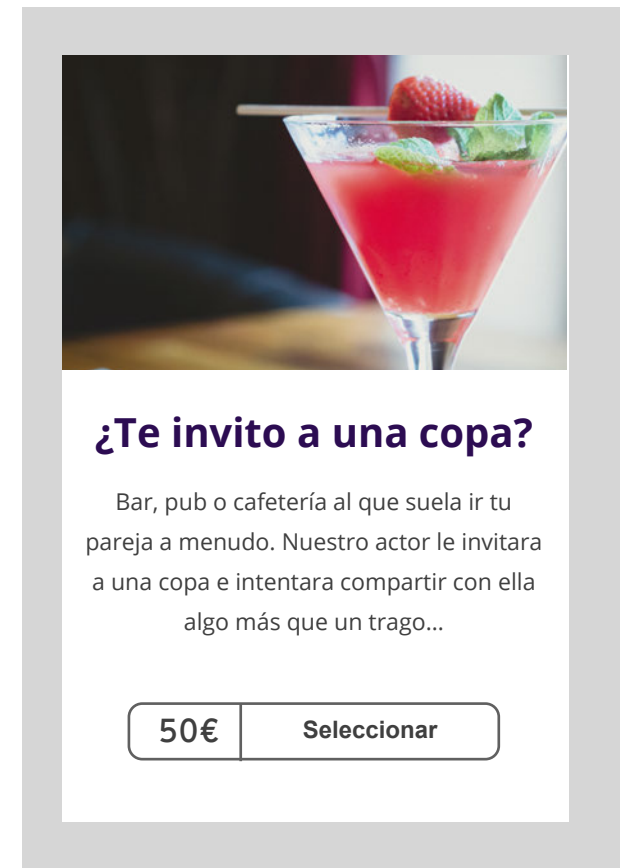 ¿Te invito a una copa?
Bar, pub o cafetería al que suela ir tu
pareja a menudo. Nuestro actor le invitara
a una copa e intentara compartir con ella
algo más que un trago...
50€ Seleccionar